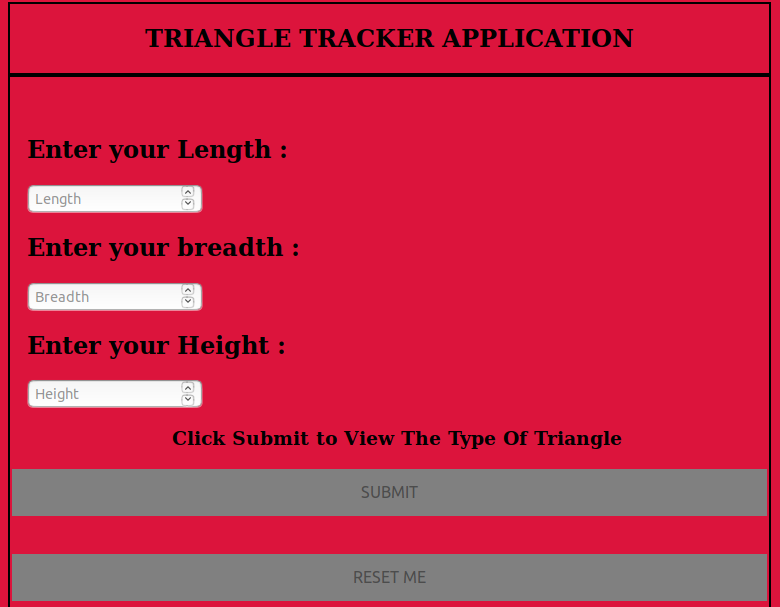 TRIANGLE TRACKER APPLICATION
Enter your Length :
Length
Enter your breadth :
Breadth
Enter your Height :
Height
Click Submit to View The Type Of Triangle
SUBMIT
RESET ME